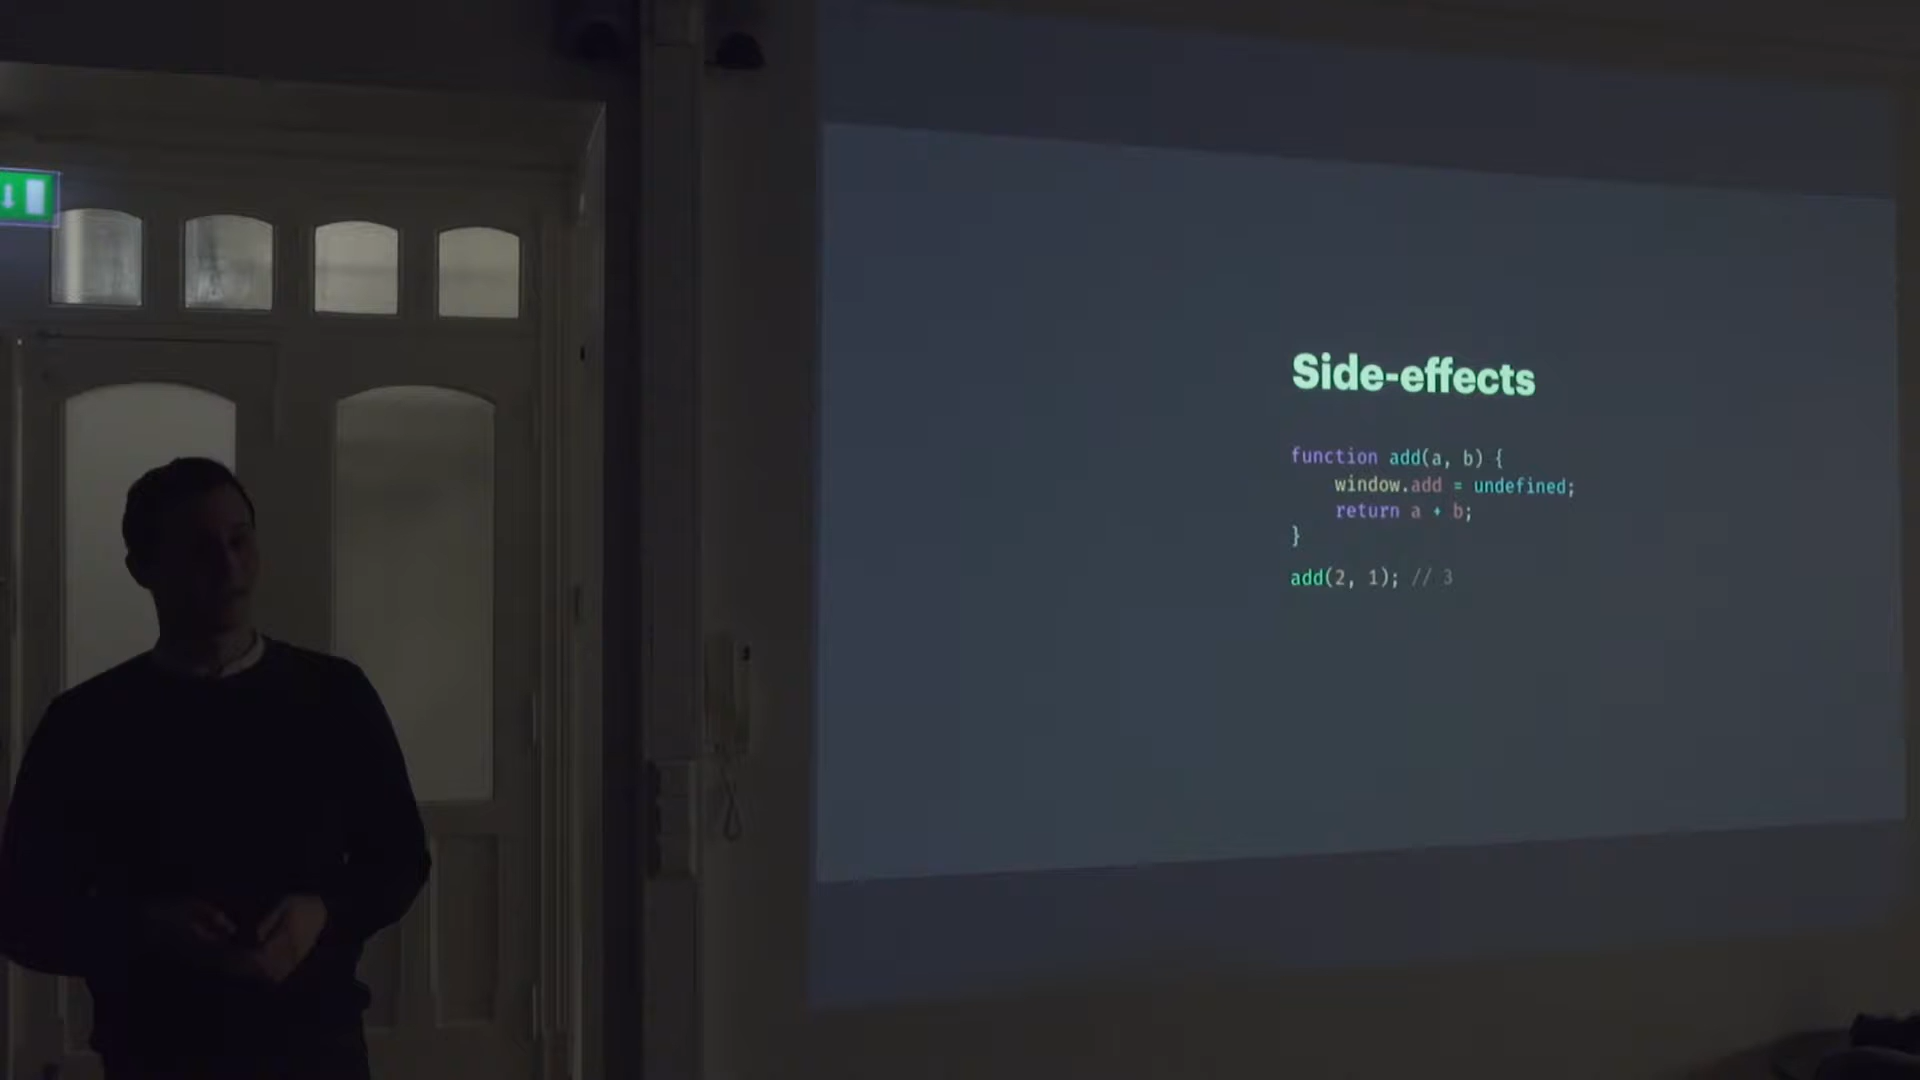 Side-effects
function add(a, b) {
window.add = undefined;
return a + b;
}
add(2, 1); // 3